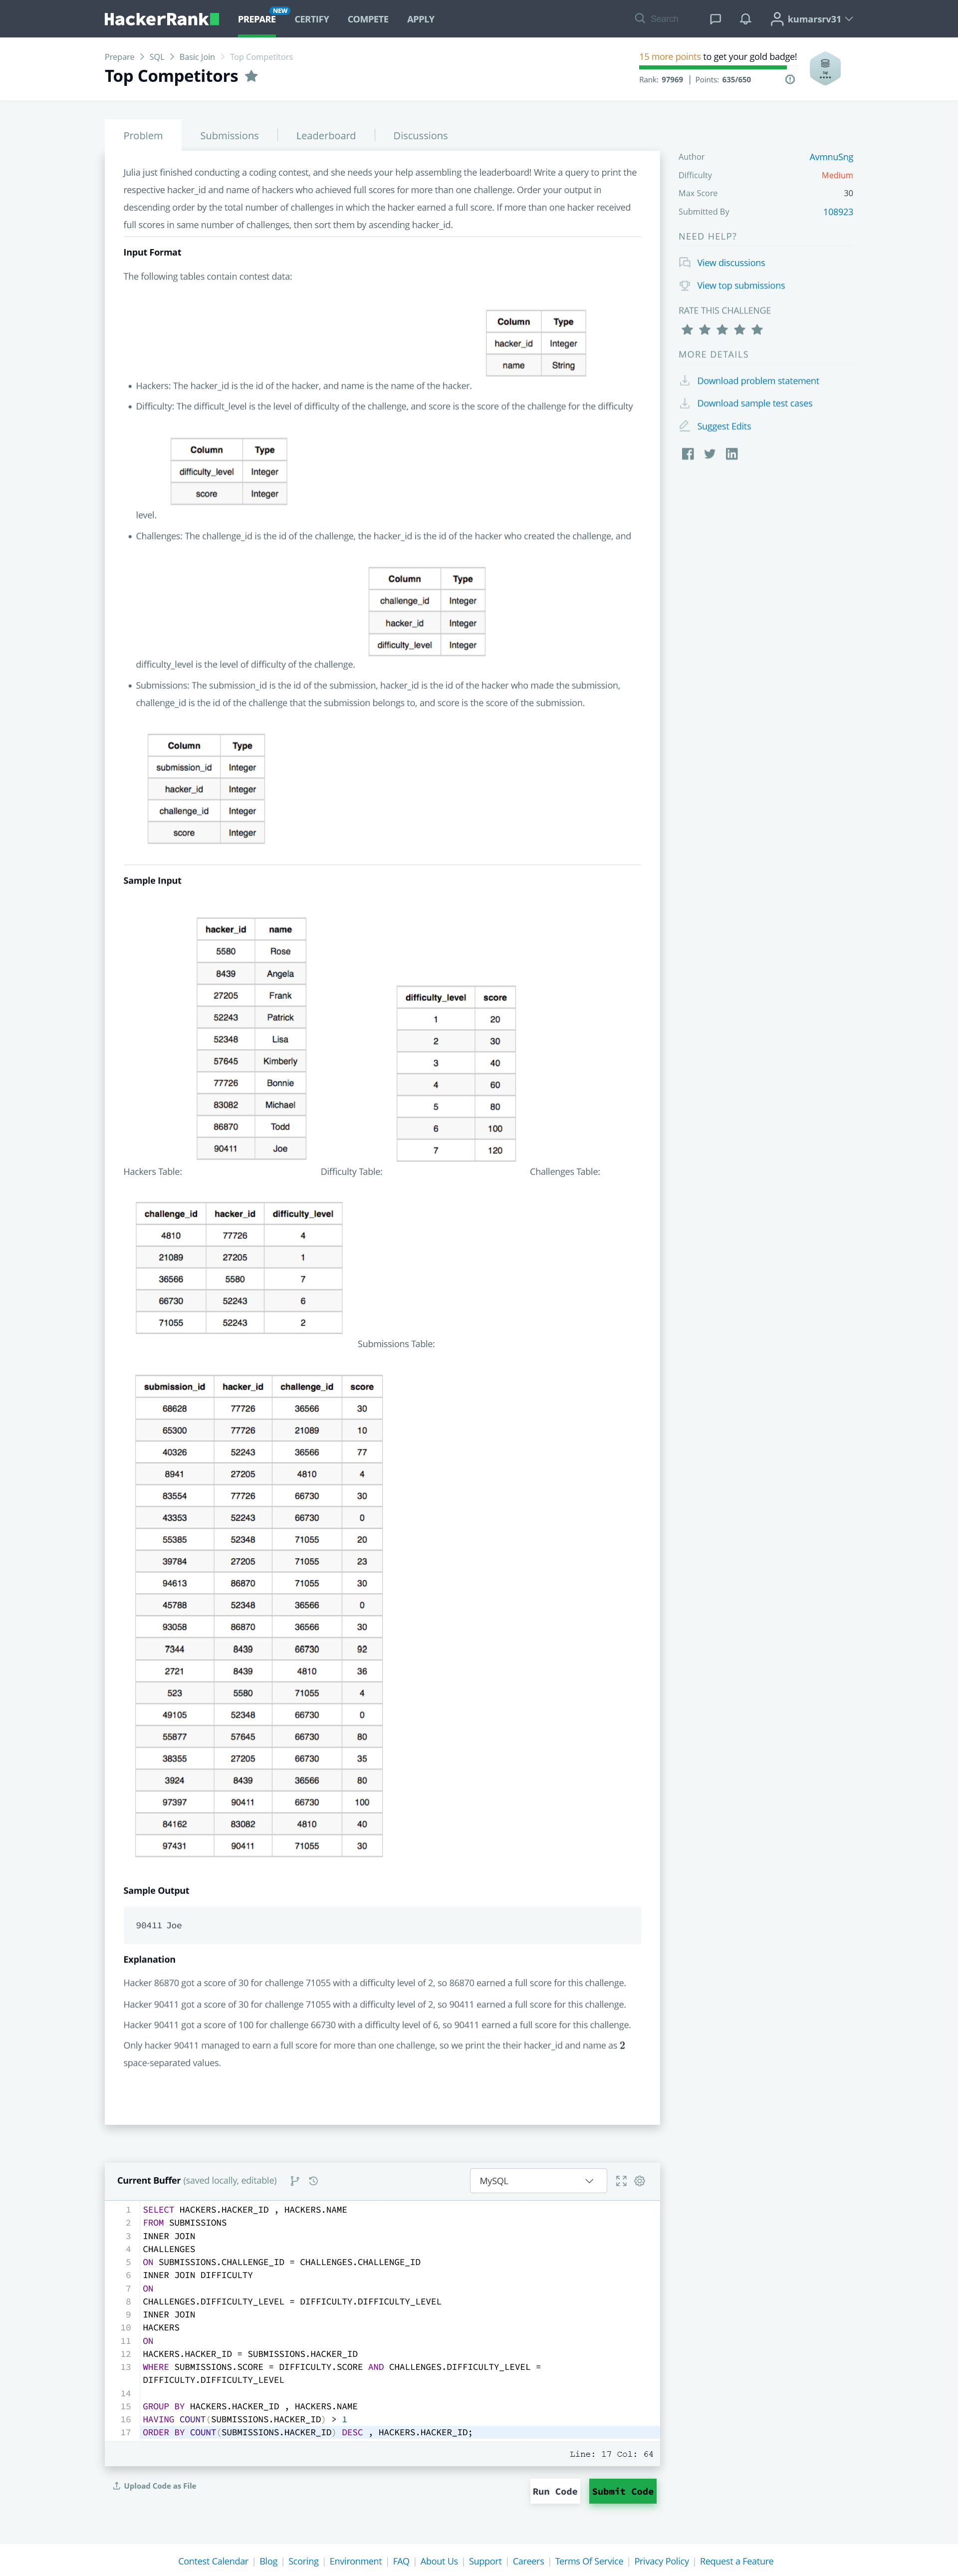 HackerRank
PREPARE
NEW
CERTIFY
COMPETE
APPLY
Search
kumarsrv31
Prepare > SQL > Basic Join > Top Competitors
Top Competitors
15 more points to get your gold badge!
Rank: 97969 | Points: 635/650
Problem
Submissions
Leaderboard
Discussions
Julia just finished conducting a coding contest, and she needs your help assembling the leaderboard! Write a query to print the
respective hacker_id and name of hackers who achieved full scores for more than one challenge. Order your output in
descending order by the total number of challenges in which the hacker earned a full score. If more than one hacker received
full scores in same number of challenges, then sort them by ascending hacker_id.
Input Format
The following tables contain contest data:
Column Type
hacker_id Integer
name String
• Hackers: The hacker_id is the id of the hacker, and name is the name of the hacker.
• Difficulty: The difficult_level is the level of difficulty of the challenge, and score is the score of the challenge for the difficulty
Column Type
difficulty_level Integer
score Integer
level.
• Challenges: The challenge_id is the id of the challenge, the hacker_id is the id of the hacker who created the challenge, and
Column Type
challenge_id Integer
hacker_id Integer
difficulty_level Integer
difficulty_level is the level of difficulty of the challenge.
• Submissions: The submission_id is the id of the submission, hacker_id is the id of the hacker who made the submission,
challenge_id is the id of the challenge that the submission belongs to, and score is the score of the submission.
Column Type
submission_id Integer
hacker_id Integer
challenge_id Integer
score Integer
Sample Input
hacker_id name
5580 Rose
8439 Angela
27205 Frank
52243 Patrick
52348 Lisa
57645 Kimberly
77726 Bonnie
83082 Michael
86870 Todd
90411 Joe
difficulty_level score
1 20
2 30
3 40
4 60
5 80
6 100
7 120
Hackers Table:
Difficulty Table:
Challenges Table:
challenge_id hacker_id difficulty_level
4810 77726 4
21089 27205 1
36566 5580 7
66730 52243 6
71055 52243 2
Submissions Table:
submission_id hacker_id challenge_id score
68628 77726 36566 30
65300 77726 21089 10
40326 52243 36566 77
8941 27205 4810 4
83554 77726 66730 30
43353 52243 66730 0
55385 52348 71055 20
39784 27205 71055 23
94613 86870 71055 30
45788 52348 36566 0
93058 86870 36566 30
7344 8439 66730 92
2721 8439 4810 36
523 5580 71055 4
49105 52348 66730 0
55877 57645 66730 80
38355 27205 66730 35
3924 8439 36566 80
97397 90411 66730 100
84162 83082 4810 40
97431 90411 71055 30
Sample Output
90411 Joe
Explanation
Hacker 86870 got a score of 30 for challenge 71055 with a difficulty level of 2, so 86870 earned a full score for this challenge.
Hacker 90411 got a score of 30 for challenge 71055 with a difficulty level of 2, so 90411 earned a full score for this challenge.
Hacker 90411 got a score of 100 for challenge 66730 with a difficulty level of 6, so 90411 earned a full score for this challenge.
Only hacker 90411 managed to earn a full score for more than one challenge, so we print the their hacker_id and name as 2
space-separated values.
Author AvmnuSng
Difficulty Medium
Max Score 30
Submitted By 108923
NEED HELP?
View discussions
View top submissions
RATE THIS CHALLENGE
MORE DETAILS
Download problem statement
Download sample test cases
Suggest Edits
Current Buffer (saved locally, editable)
MySQL
1 SELECT HACKERS.HACKER_ID , HACKERS.NAME
2 FROM SUBMISSIONS
3 INNER JOIN
4 CHALLENGES
5 ON SUBMISSIONS.CHALLENGE_ID = CHALLENGES.CHALLENGE_ID
6 INNER JOIN DIFFICULTY
7 ON
8 CHALLENGES.DIFFICULTY_LEVEL = DIFFICULTY.DIFFICULTY_LEVEL
9 INNER JOIN
10 HACKERS
11 ON
12 HACKERS.HACKER_ID = SUBMISSIONS.HACKER_ID
13 WHERE SUBMISSIONS.SCORE = DIFFICULTY.SCORE AND CHALLENGES.DIFFICULTY_LEVEL =
DIFFICULTY.DIFFICULTY_LEVEL
14
15 GROUP BY HACKERS.HACKER_ID , HACKERS.NAME
16 HAVING COUNT(SUBMISSIONS.HACKER_ID) > 1
17 ORDER BY COUNT(SUBMISSIONS.HACKER_ID) DESC , HACKERS.HACKER_ID;
Line: 17 Col: 64
Upload Code as File
Run Code
Submit Code
Contest Calendar | Blog | Scoring | Environment | FAQ | About Us | Support | Careers | Terms Of Service | Privacy Policy | Request a Feature